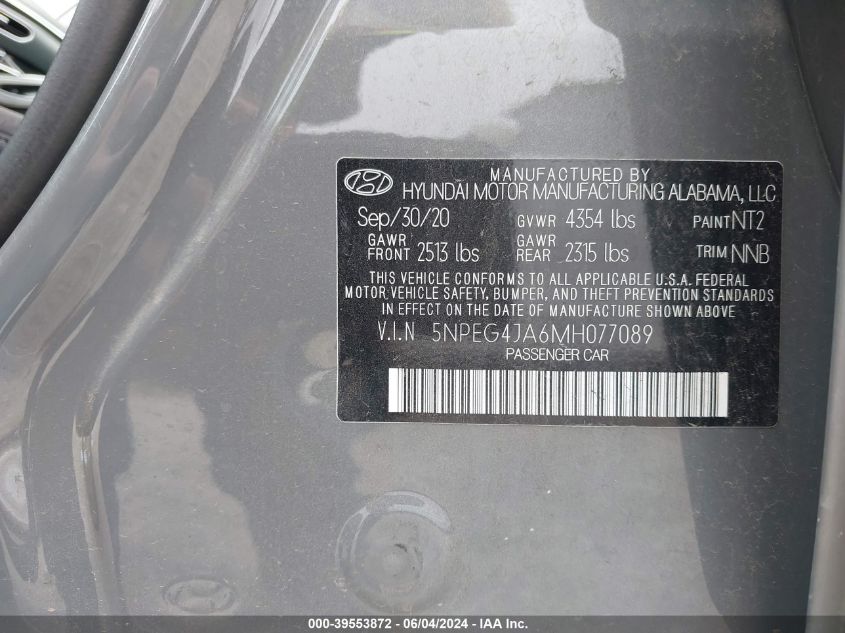 MANUFACTURED BY
HYUNDAI MOTOR MANUFACTURING ALABAMA, LLC
Sep/30/20 GVWR 4354 lbs PAINT NT2
GAWR FRONT 2513 lbs GAWR REAR 2315 lbs TRIM NNB
THIS VEHICLE CONFORMS TO ALL APPLICABLE U.S.A. FEDERAL
MOTOR VEHICLE SAFETY, BUMPER, AND THEFT PREVENTION STANDARDS
IN EFFECT ON THE DATE OF MANUFACTURE SHOWN ABOVE
V.I.N 5NPEG4JA6MH077089
PASSENGER CAR
000-39553872 - 06/04/2024 - IAA Inc.